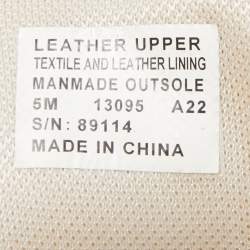 LEATHER UPPER
TEXTILE AND LEATHER LINING
MANMADE OUTSOLE
5M 13095 A22
S/N: 89114
MADE IN CHINA